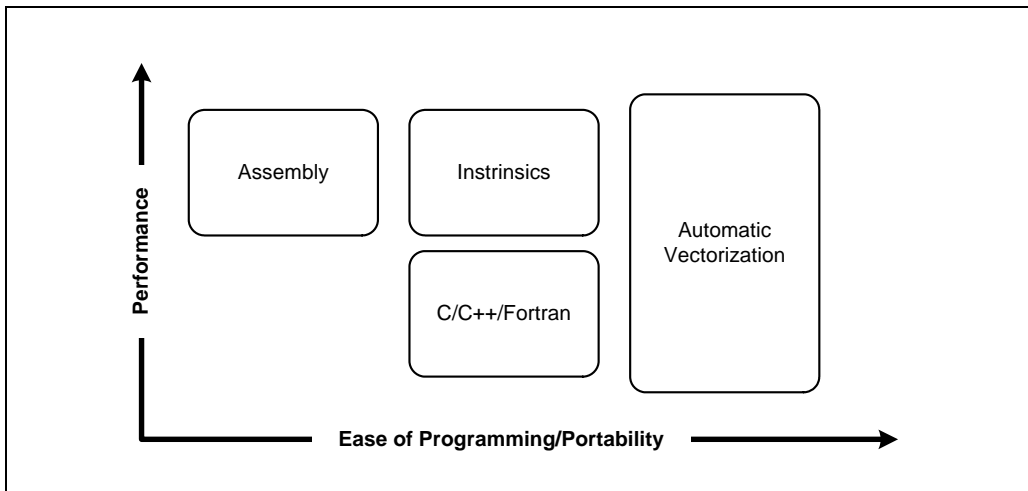 Performance
Assembly
Instrinsics
Automatic
Vectorization
C/C++/Fortran
Ease of Programming/Portability